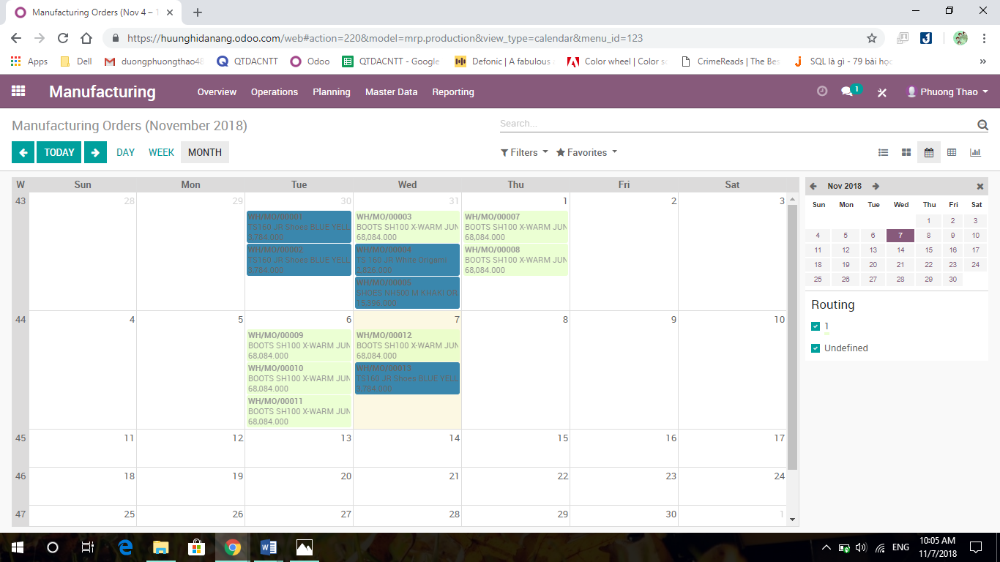 Manufacturing Orders (Nov 4 –
https://huunghidanang.odoo.com/web#action=220&model=mrp.production&view_type=calendar&menu_id=123
Apps Dell duongphuongthao48 QTDACNTT Odoo QTDACNTT - Google Defonic | A fabulous Color wheel | Color CrimeReads | The Bes SQL là gì - 79 bài học »
Manufacturing Overview Operations Planning Master Data Reporting 1 Phuong Thao
Manufacturing Orders (November 2018) Search...
TODAY DAY WEEK MONTH Filters Favorites
W Sun Mon Tue Wed Thu Fri Sat
43 28 29 30 31 1 2 3
WH/MO/00001
TS160 JR Shoes BLUE YELL
3,784.000
WH/MO/00002
TS160 JR Shoes BLUE YELL
3,784.000
WH/MO/00003
BOOTS SH100 X-WARM JUN
68,084.000
WH/MO/00004
TS 160 JR White Origami
2,826.000
WH/MO/00005
SHOES NH500 M KHAKI OR
15,396.000
WH/MO/00007
BOOTS SH100 X-WARM JUN
68,084.000
WH/MO/00008
BOOTS SH100 X-WARM JUN
68,084.000
44 4 5 6 7 8 9 10
WH/MO/00009
BOOTS SH100 X-WARM JUN
68,084.000
WH/MO/00010
BOOTS SH100 X-WARM JUN
68,084.000
WH/MO/00011
BOOTS SH100 X-WARM JUN
68,084.000
WH/MO/00012
BOOTS SH100 X-WARM JUN
68,084.000
WH/MO/00013
TS160 JR Shoes BLUE YELL
3,784.000
45 11 12 13 14 15 16 17
46 18 19 20 21 22 23 24
47 25 26 27 28 29 30 1
Nov 2018
Sun Mon Tue Wed Thu Fri Sat
1 2 3
4 5 6 7 8 9 10
11 12 13 14 15 16 17
18 19 20 21 22 23 24
25 26 27 28 29 30
Routing
1
Undefined
ENG
10:05 AM
11/7/2018